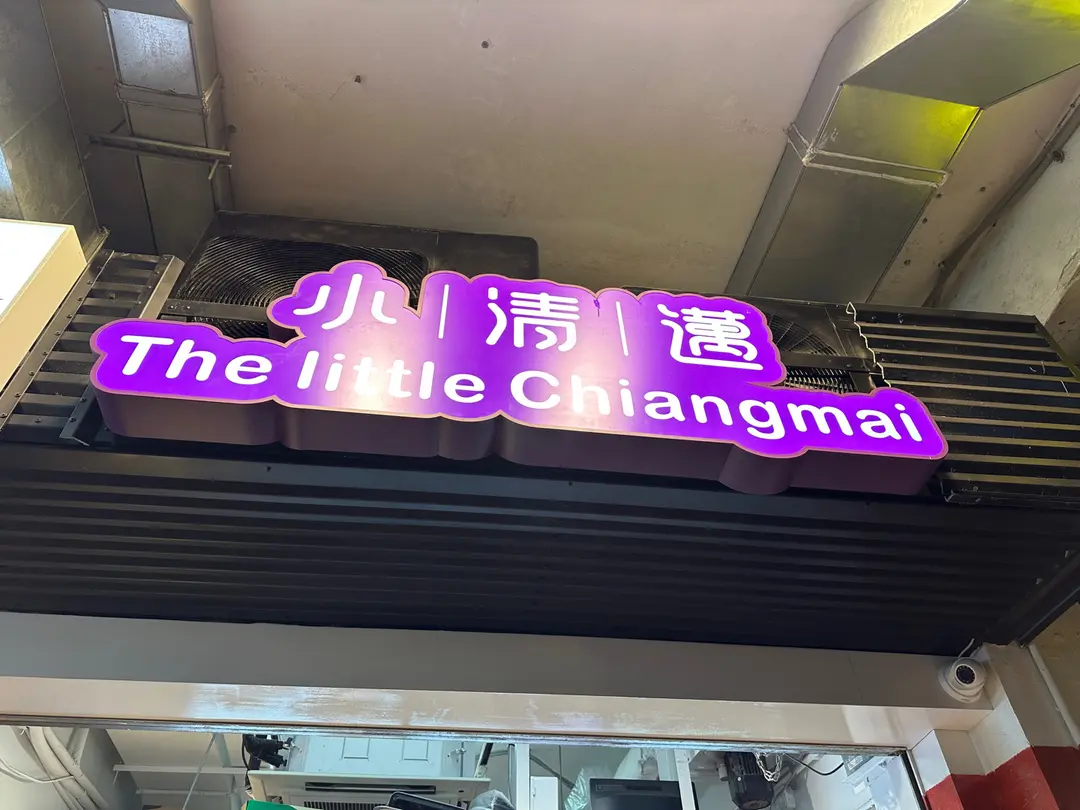 小｜清｜邁
The little Chiangmai